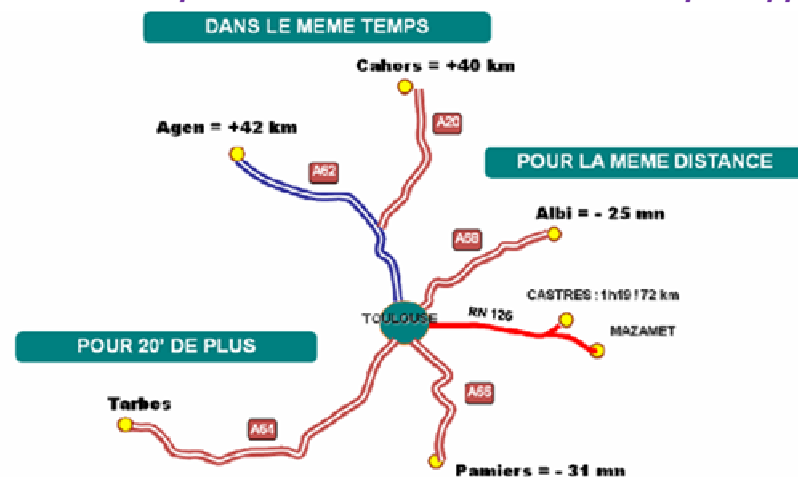 DANS LE MEME TEMPS
Cahors = +40 km
A20
Agen = +42 km
A62
POUR LA MEME DISTANCE
Albi = - 25 mn
A68
CASTRES : 1h19 ! 72 km
TOULOUSE
RN 126
MAZAMET
POUR 20' DE PLUS
Tarbes
A64
A66
Pamiers = - 31 mn